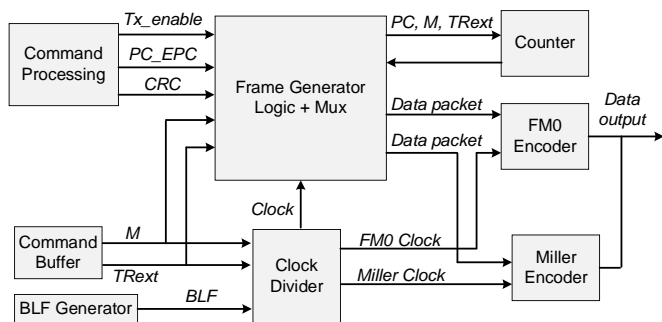 Tx_enable
PC_EPC
CRC
Command
Processing
Frame Generator
Logic + Mux
PC, M, TRext
Counter
Data packet
Data packet
FM0
Encoder
Data
output
Clock
Command
Buffer
M
TRext
Clock
Divider
FM0 Clock
Miller Clock
Miller
Encoder
BLF Generator
BLF